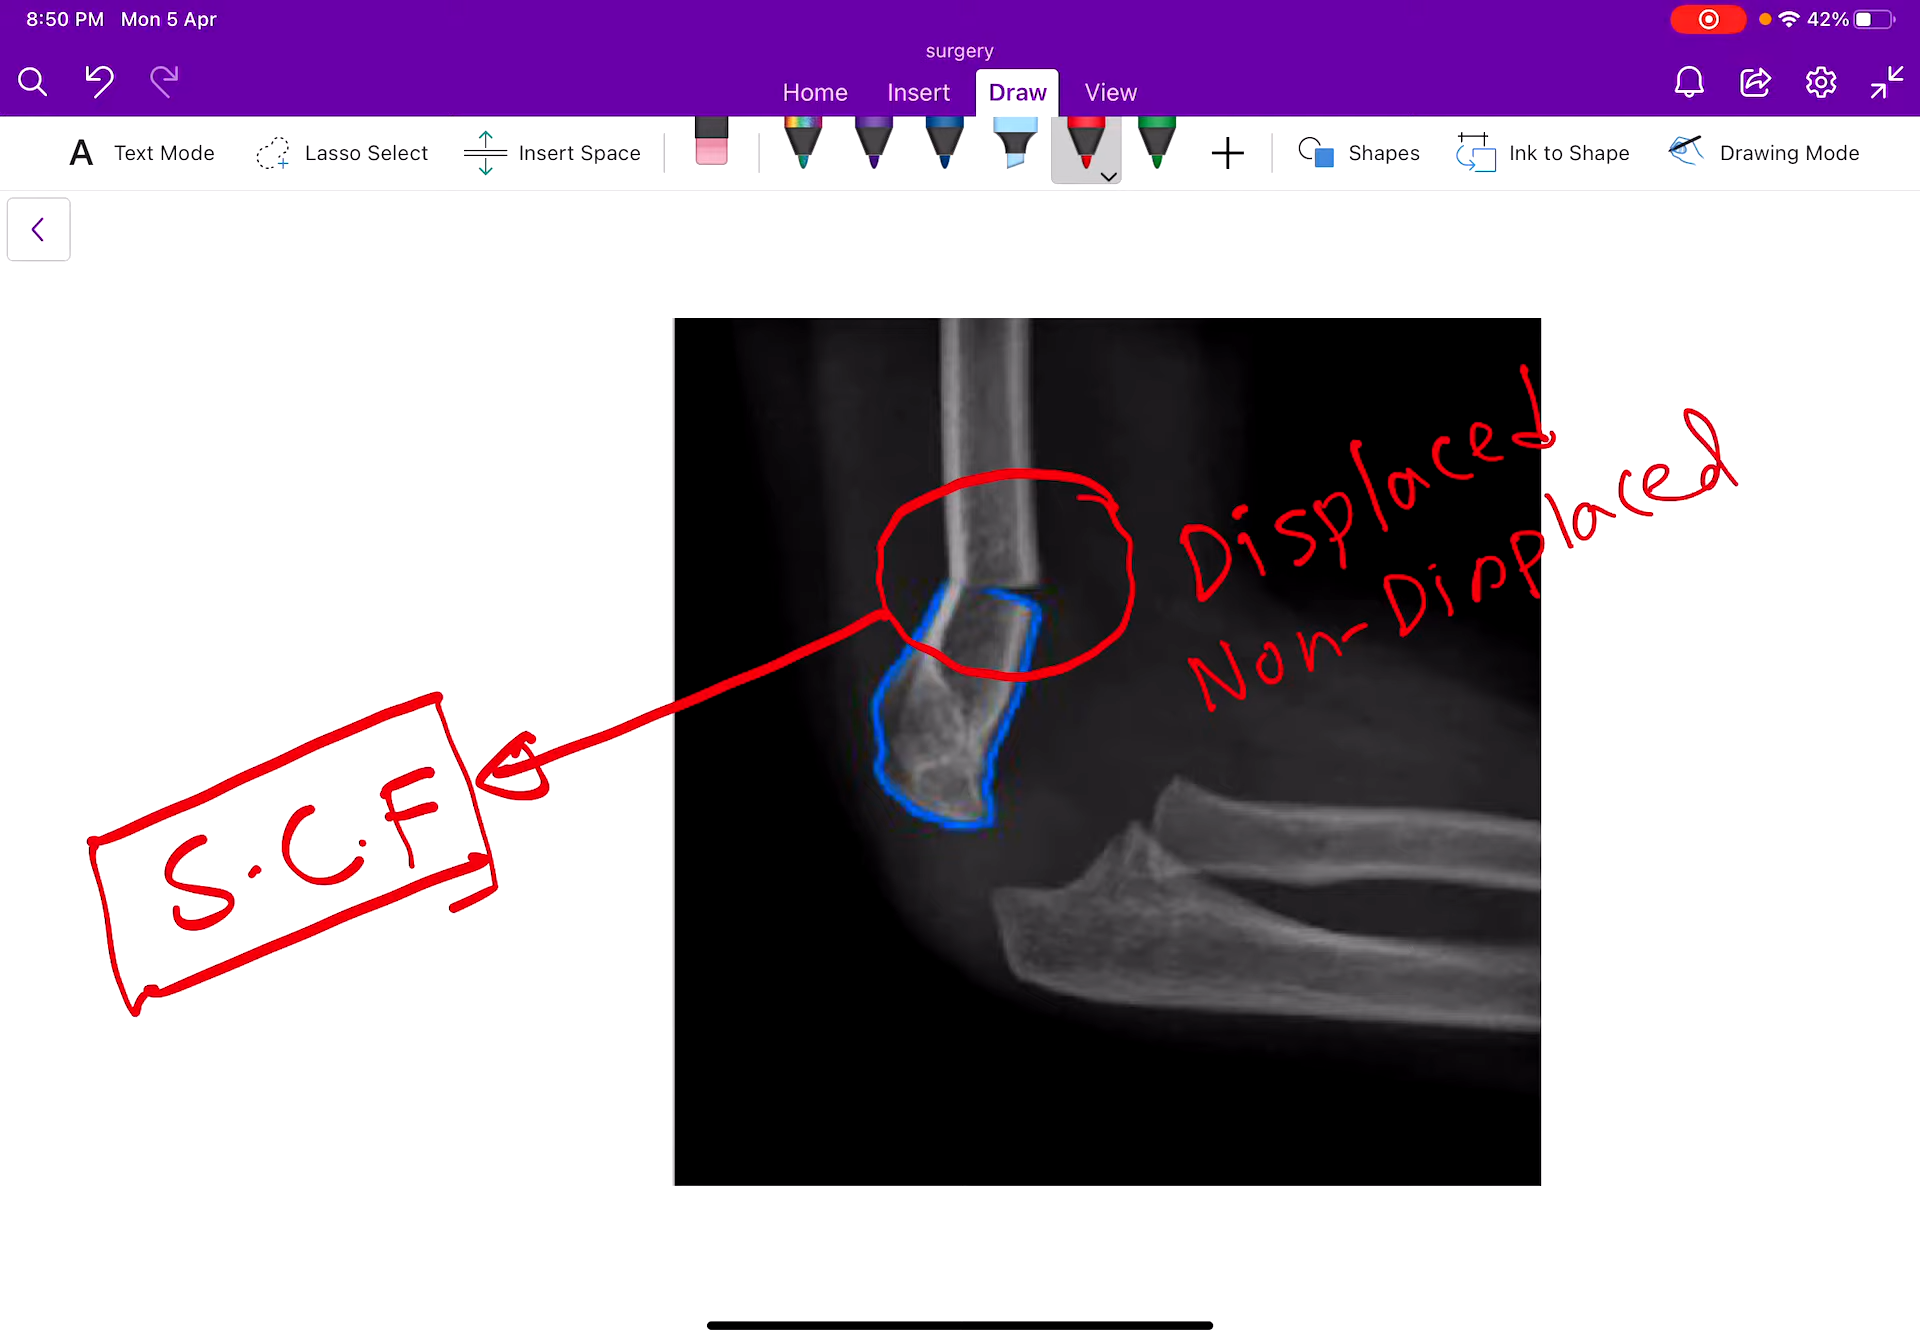 8:50 PM Mon 5 Apr
42%
surgery
Home Insert Draw View
A Text Mode Lasso Select Insert Space Shapes Ink to Shape Drawing Mode
Displaced
Non-Displaced
S.C.F